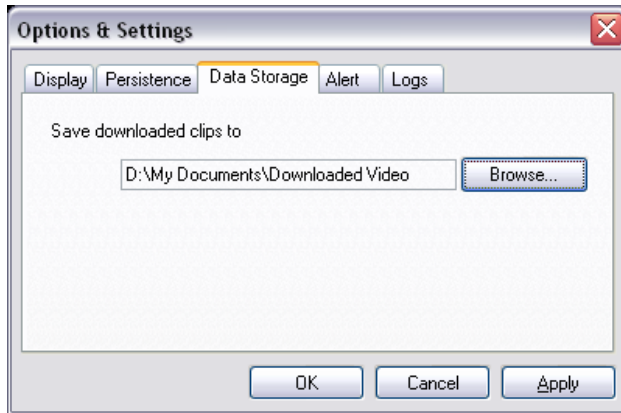 Options & Settings
Display Persistence Data Storage Alert Logs
Save downloaded clips to
D:\My Documents\Downloaded Video Browse...
OK Cancel Apply